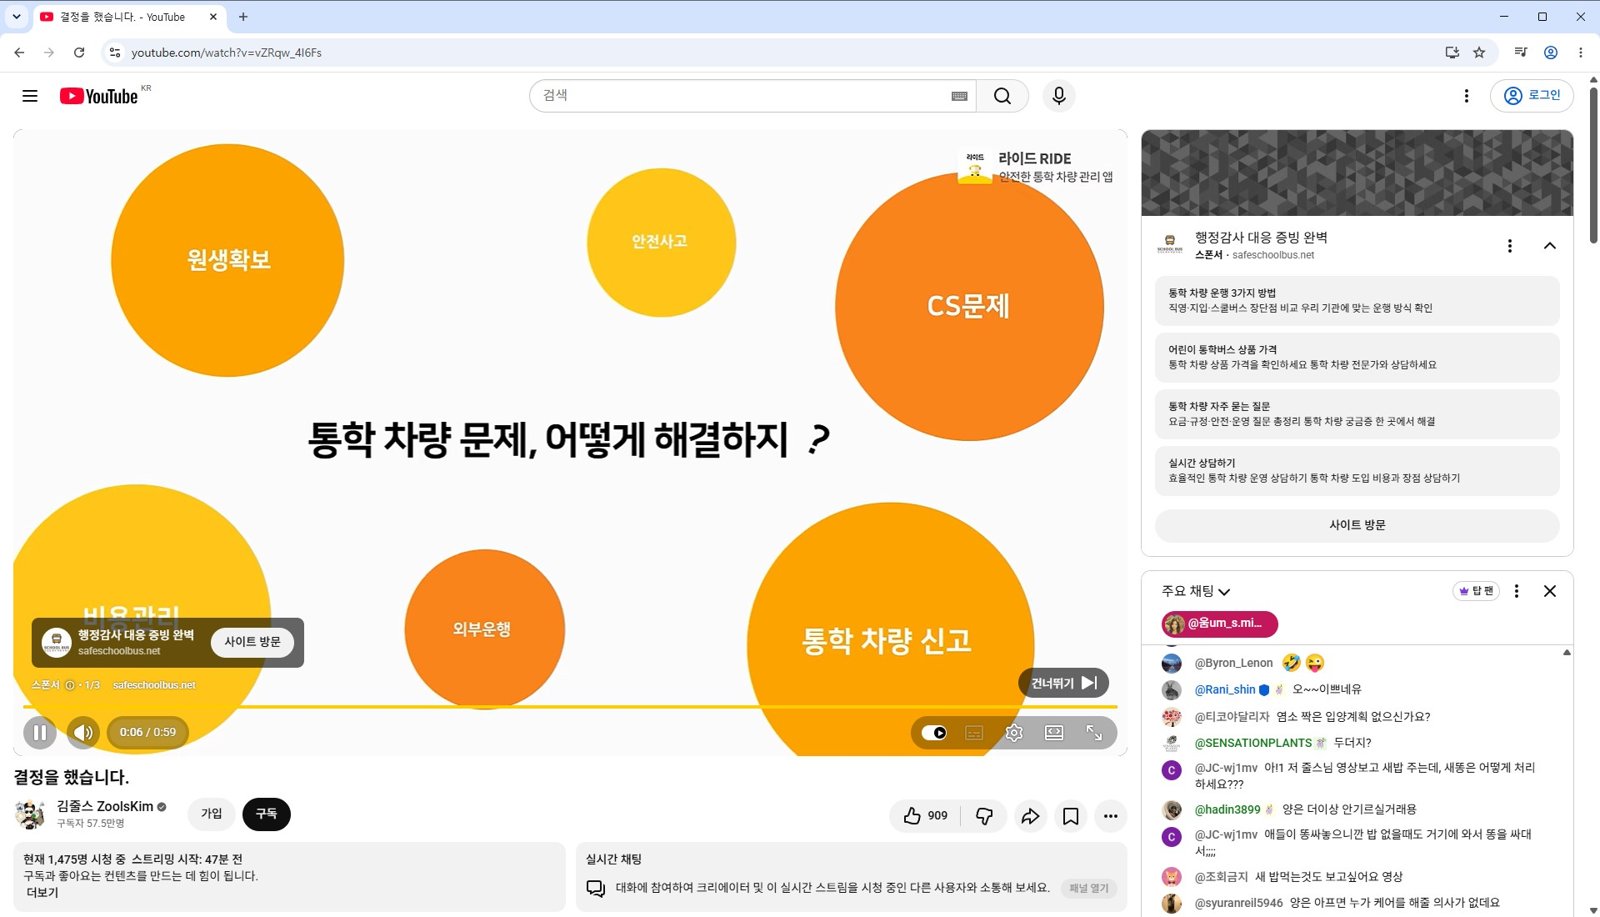 결정을 했습니다. - YouTube
youtube.com/watch?v=vZRqw_4I6Fs
YouTube KR
검색
로그인
원생확보
안전사고
라이드
라이드 RIDE
안전한 통학 차량 관리 앱
CS문제
통학 차량 문제, 어떻게 해결하지 ?
비용관리
외부운행
통학 차량 신고
행정감사 대응 증빙 완벽
safeschoolbus.net
사이트 방문
스폰서 · 1/3 safeschoolbus.net
건너뛰기
0:06 / 0:59
결정을 했습니다.
김줄스 ZoolsKim
구독자 57.5만명
가입
구독
909
현재 1,475명 시청 중 스트리밍 시작: 47분 전
구독과 좋아요는 컨텐츠를 만드는 데 힘이 됩니다.
더보기
실시간 채팅
대화에 참여하여 크리에이터 및 이 실시간 스트림을 시청 중인 다른 사용자와 소통해 보세요.
패널 열기
SCHOOL BUS
행정감사 대응 증빙 완벽
스폰서 · safeschoolbus.net
통학 차량 운행 3가지 방법
직영·지입·스쿨버스 장단점 비교 우리 기관에 맞는 운행 방식 확인
어린이 통학버스 상품 가격
통학 차량 상품 가격을 확인하세요 통학 차량 전문가와 상담하세요
통학 차량 자주 묻는 질문
요금·규정·안전·운영 질문 총정리 통학 차량 궁금증 한 곳에서 해결
실시간 상담하기
효율적인 통학 차량 운영 상담하기 통학 차량 도입 비용과 장점 상담하기
사이트 방문
주요 채팅
탑 팬
@옴um_s.mi...
@Byron_Lenon 🤣😜
@Rani_shin 오~~이쁘네유
@티코야달리자 염소 짝은 입양계획 없으신가요?
@SENSATIONPLANTS 두더지?
C @JC-wj1mv 아!1 저 줄스님 영상보고 새밥 주는데, 새똥은 어떻게 처리
하세요???
@hadin3899 양은 더이상 안기르실거래용
C @JC-wj1mv 애들이 똥싸놓으니깐 밥 없을때도 거기에 와서 똥을 싸대
서;;;;
@조회금지 새 밥먹는것도 보고싶어요 영상
@syuranreil5946 양은 아프면 누가 케어를 해줄 의사가 없데요